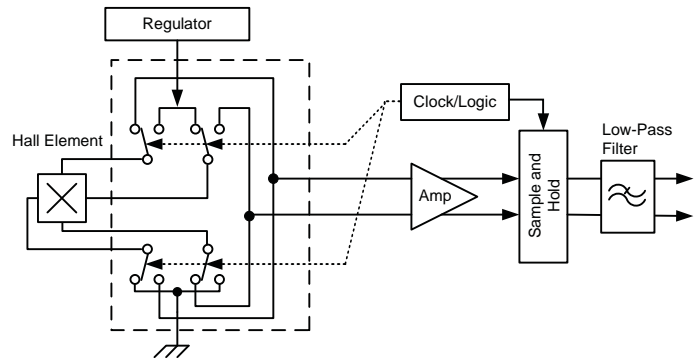 Regulator
Clock/Logic
Hall Element
Low-Pass
Filter
Amp
Sample and
Hold